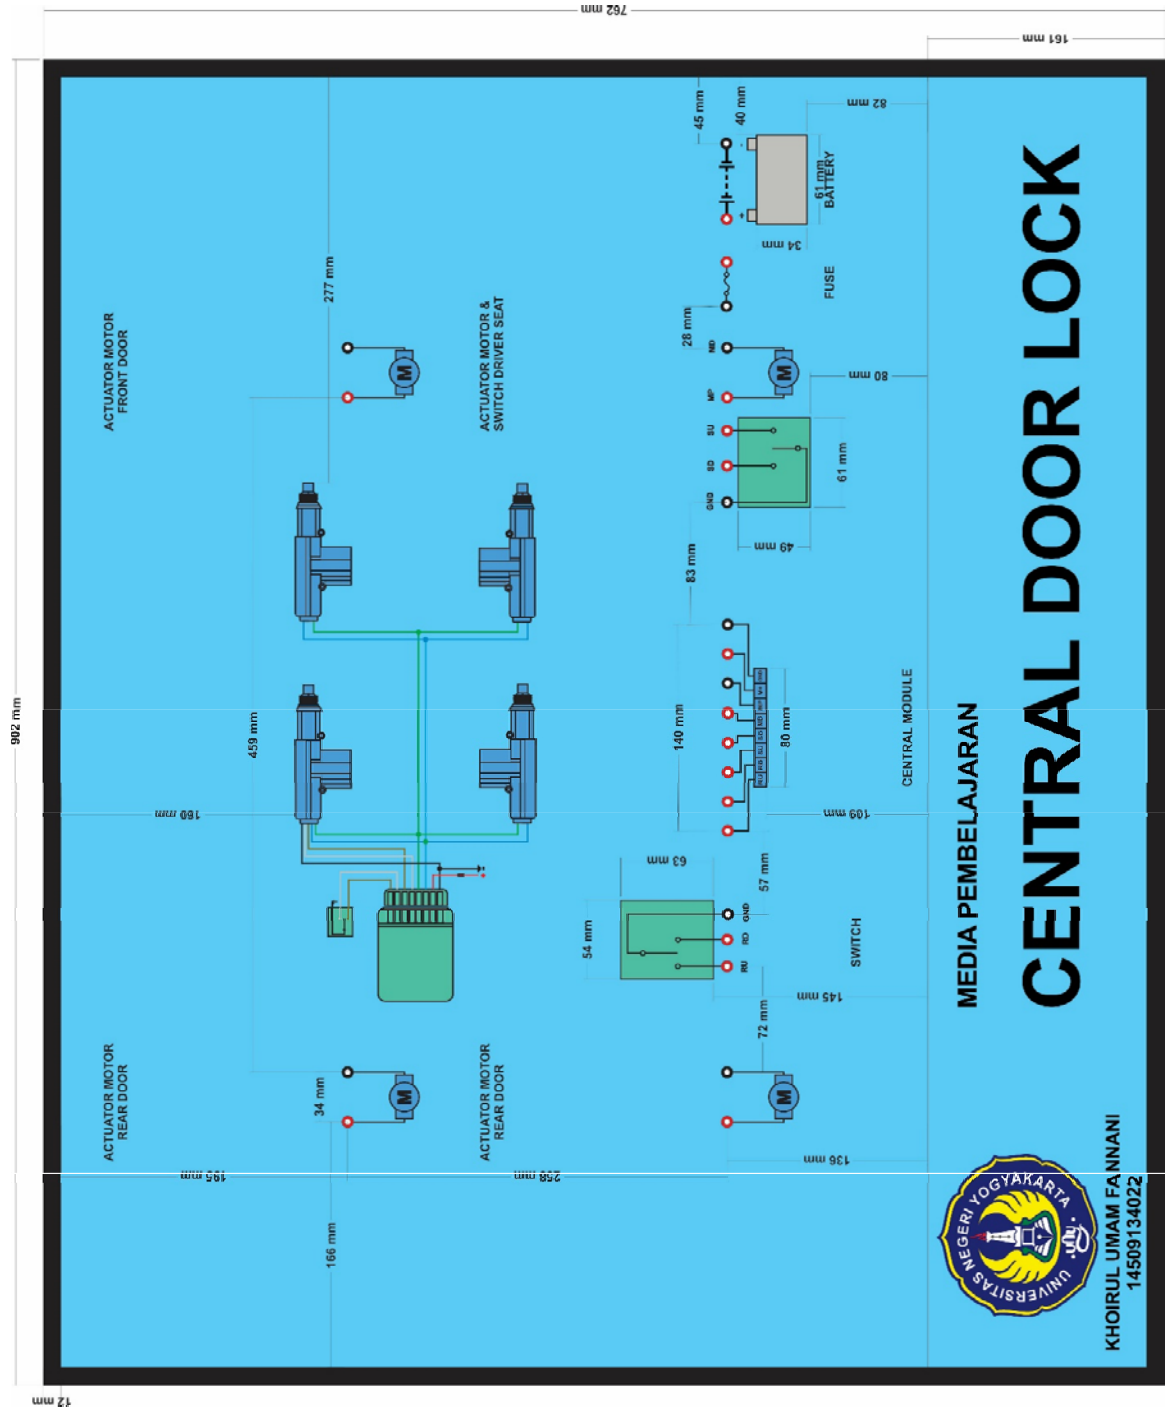 CENTRAL DOOR LOCK
MEDIA PEMBELAJARAN
UNIVERSITAS NEGERI YOGYAKARTA
KHOIRUL UMAM FANNANI
14509134022
762 mm
161 mm
902 mm
12 mm
ACTUATOR MOTOR
REAR DOOR
ACTUATOR MOTOR
FRONT DOOR
ACTUATOR MOTOR
REAR DOOR
ACTUATOR MOTOR &
SWITCH DRIVER SEAT
M
M
M
M
277 mm
459 mm
160 mm
34 mm
166 mm
195 mm
258 mm
136 mm
72 mm
145 mm
54 mm
63 mm
57 mm
SWITCH
RU
RD
GND
CENTRAL MODULE
140 mm
80 mm
109 mm
83 mm
GND
SD
SU
MP
49 mm
61 mm
80 mm
28 mm
FUSE
BATTERY
61 mm
34 mm
45 mm
40 mm
82 mm
+
-